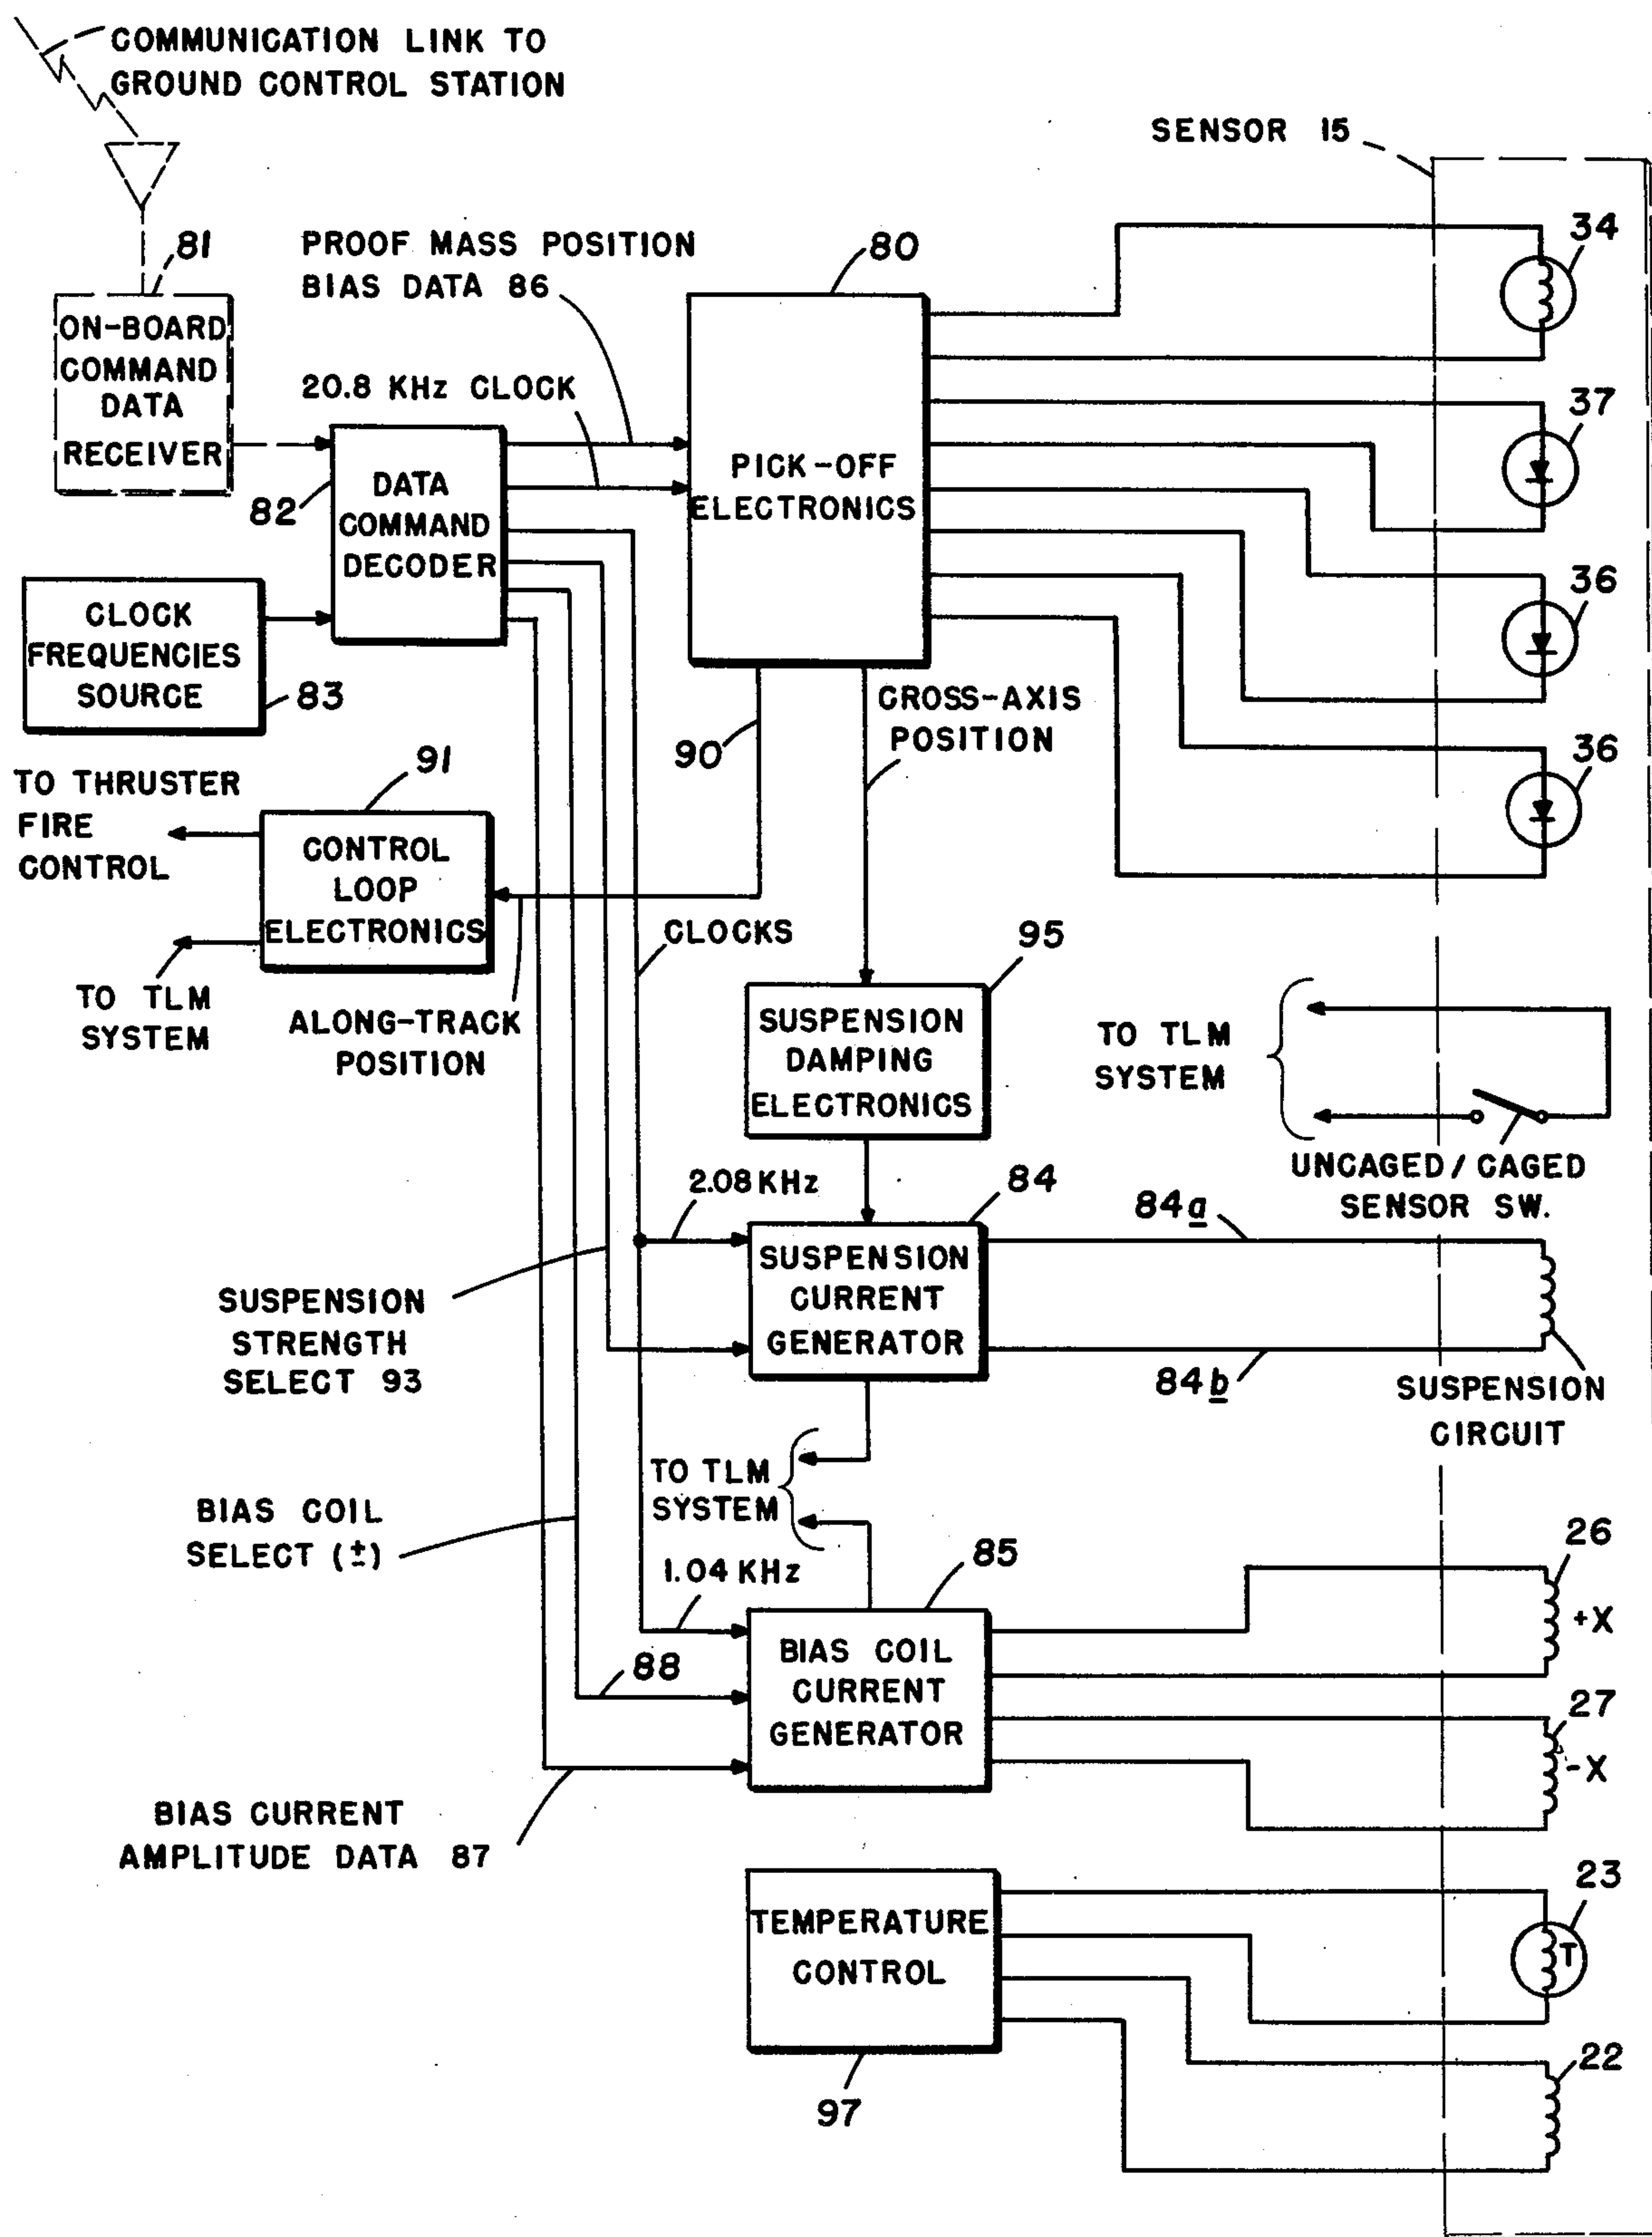 COMMUNICATION LINK TO
GROUND CONTROL STATION
SENSOR 15
34
81
PROOF MASS POSITION
BIAS DATA 86
80
ON-BOARD
COMMAND
DATA
RECEIVER
20.8 KHz CLOCK
37
PICK-OFF
ELECTRONICS
82
DATA
COMMAND
DECODER
36
CLOCK
FREQUENCIES
SOURCE
83
CROSS-AXIS
POSITION
90
36
91
TO THRUSTER
FIRE
CONTROL
CONTROL
LOOP
ELECTRONICS
CLOCKS
95
TO TLM
SYSTEM
ALONG-TRACK
POSITION
SUSPENSION
DAMPING
ELECTRONICS
TO TLM
SYSTEM
UNCAGED/CAGED
SENSOR SW.
2.08 KHz
84
84a
SUSPENSION
CURRENT
GENERATOR
SUSPENSION
STRENGTH
SELECT 93
84b
SUSPENSION
CIRCUIT
TO TLM
SYSTEM
BIAS COIL
SELECT (±)
1.04 KHz
85
26
+X
88
BIAS COIL
CURRENT
GENERATOR
27
-X
BIAS CURRENT
AMPLITUDE DATA 87
23
TEMPERATURE
CONTROL
T
22
97